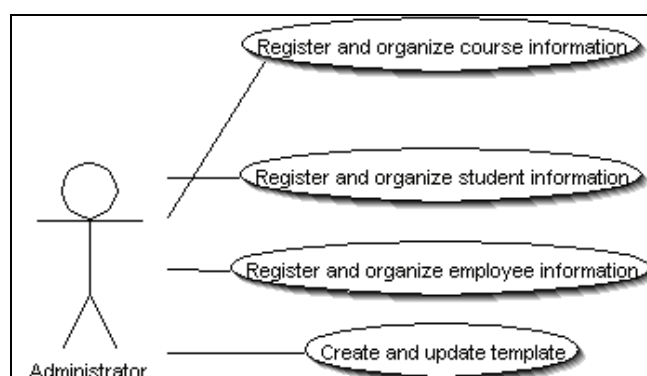 Register and organize course information
Register and organize student information
Register and organize employee information
Create and update template
Administrator